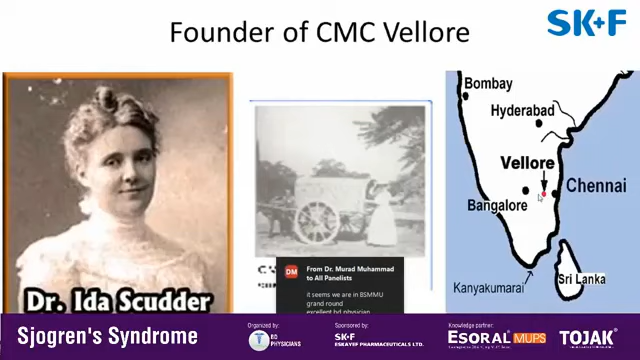 Founder of CMC Vellore
SK+F
Bombay
Hyderabad
Vellore
Chennai
Bangalore
Kanyakumarai
Sri Lanka
Dr. Ida Scudder
DM
From Dr. Murad Muhammad
to All Panelists
it seems we are in BSMMU
grand round
excellent bd physician
Sjogren's Syndrome
Organized by:
BD
PHYSICIANS
Sponsored by:
SK+F
ESKAYEF PHARMACEUTICALS LTD.
Knowledge partner:
ESORAL MUPS
TOJAK